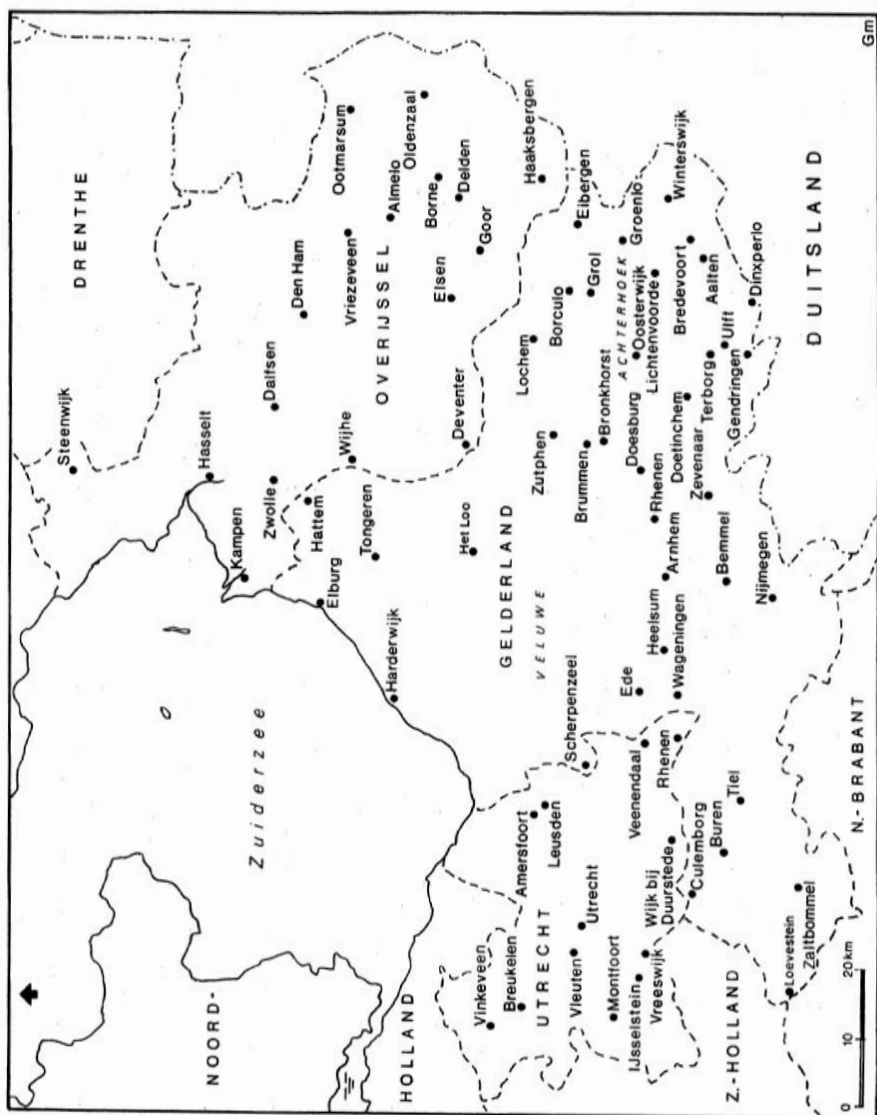 DRENTHE
Steenwijk
Hasselt
Kampen
Zuiderzee
NOORD-
HOLLAND
Zwolle
Dalfsen
Den Ham
Hattem
Elburg
Wijhe
Vriezeveen
Ootmarsum
Tongeren
Harderwijk
OVERIJSSEL
Almelo
Oldenzaal
Borne
Delden
Elsen
Goor
Deventer
Het Loo
Vinkeveen
Breukelen
Amersfoort
Leusden
UTRECHT
GELDERLAND
VELUWE
Lochem
Haaksbergen
Zutphen
Borculo
Eibergen
Grol
Brummen
Bronkhorst
Scherpenzeel
Vleuten
Utrecht
Montfoort
ACHTERHOEK
Groenlo
Oosterwijk
Doesburg
Lichtenvoorde
Winterswijk
Ede
IJsselstein
Vreeswijk
Veenendaal
Rhenen
Heelsum
Arnhem
Wageningen
Rhenen
Wijk bij
Duurstede
Culemborg
Doetinchem
Bredevoort
Aalten
Zevenaar
Terborg
Ulft
Bemmel
Buren
Tiel
Z.-HOLLAND
Gendringen
Dinxperlo
Nijmegen
Loevestein
Zaltbommel
N.-BRABANT
DUITSLAND
0 10 20 km
Gm